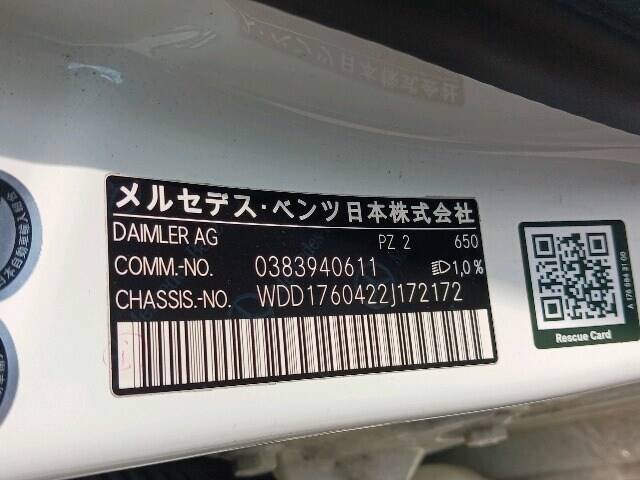 メルセデス・ベンツ日本株式会社
DAIMLER AG PZ 2 650
COMM.-NO. 0383940611 1,0%
CHASSIS.-NO. WDD1760422J172172
Rescue Card